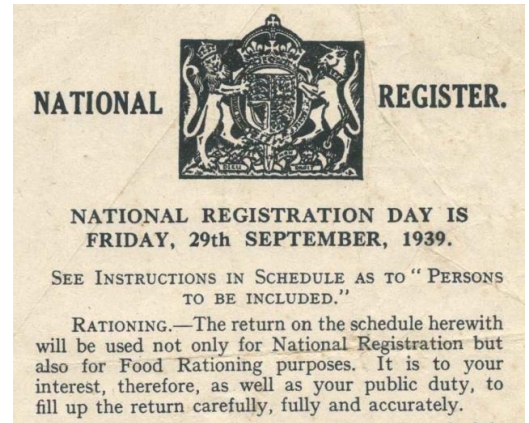 NATIONAL REGISTER.
NATIONAL REGISTRATION DAY IS
FRIDAY, 29th SEPTEMBER, 1939.
SEE INSTRUCTIONS IN SCHEDULE AS TO "PERSONS
TO BE INCLUDED."
RATIONING.—The return on the schedule herewith
will be used not only for National Registration but
also for Food Rationing purposes. It is to your
interest, therefore, as well as your public duty, to
fill up the return carefully, fully and accurately.